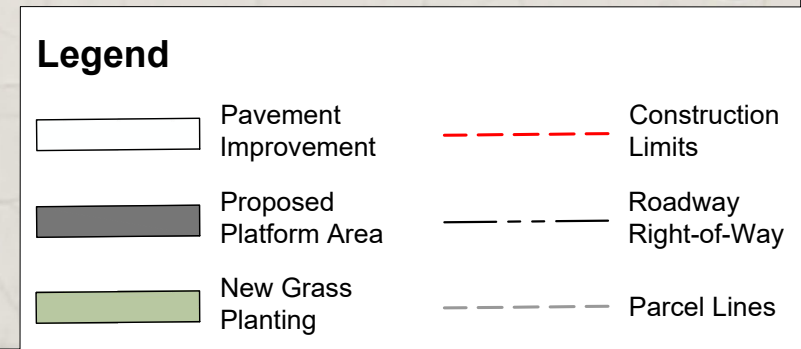 Legend
Pavement
Improvement
Proposed
Platform Area
New Grass
Planting
Construction
Limits
Roadway
Right-of-Way
Parcel Lines